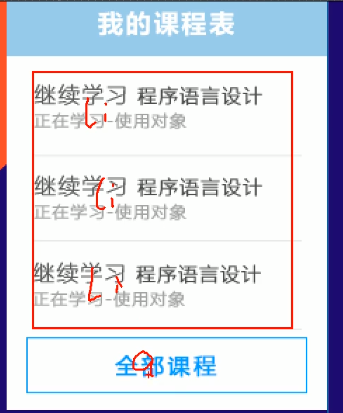 我的课程表
继续学习 程序语言设计
li
正在学习-使用对象
继续学习 程序语言设计
li
正在学习-使用对象
继续学习 程序语言设计
li
正在学习-使用对象
全部课程
a